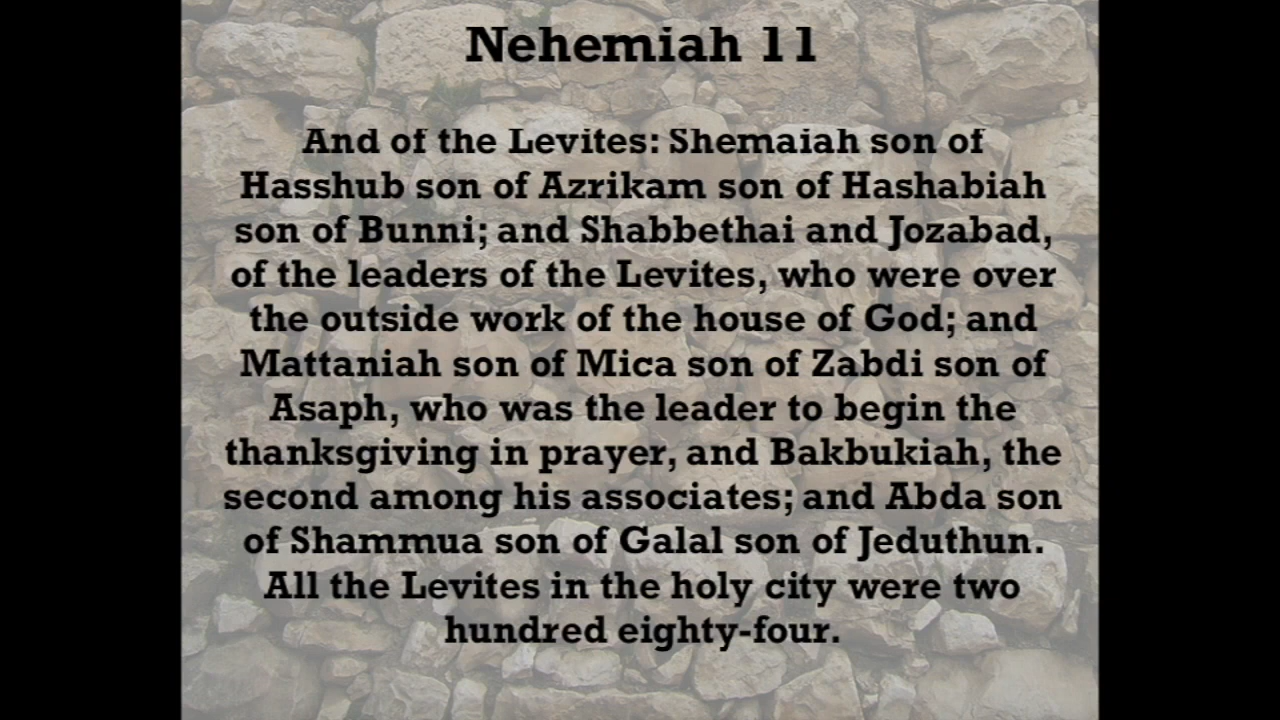 Nehemiah 11
And of the Levites: Shemaiah son of
Hasshub son of Azrikam son of Hashabiah
son of Bunni; and Shabbethai and Jozabad,
of the leaders of the Levites, who were over
the outside work of the house of God; and
Mattaniah son of Mica son of Zabdi son of
Asaph, who was the leader to begin the
thanksgiving in prayer, and Bakbukiah, the
second among his associates; and Abda son
of Shammua son of Galal son of Jeduthun.
All the Levites in the holy city were two
hundred eighty-four.